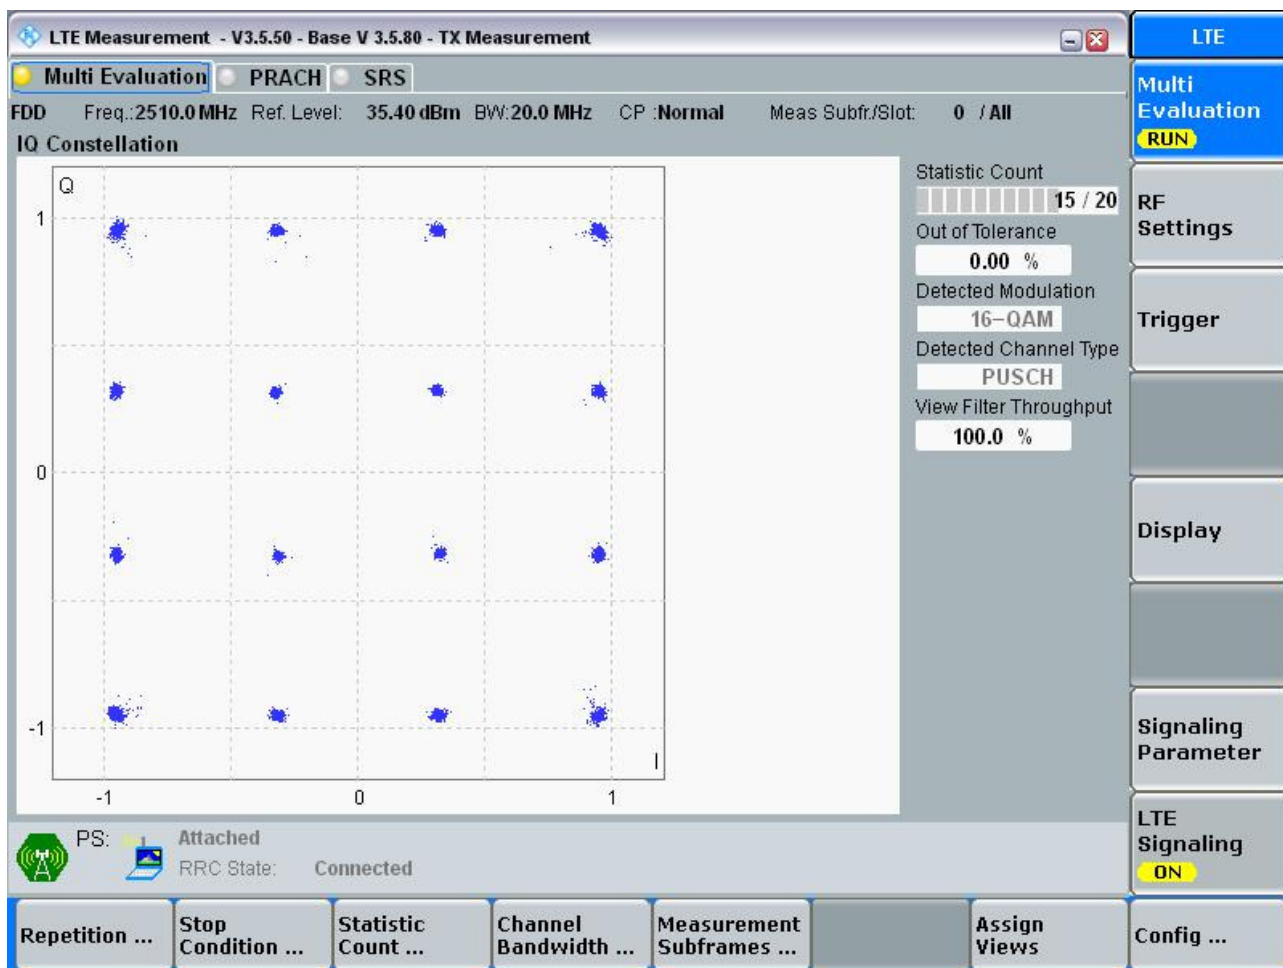 LTE Measurement - V3.5.50 - Base V 3.5.80 - TX Measurement
LTE
Multi Evaluation PRACH SRS
FDD Freq.:2510.0 MHz Ref. Level: 35.40 dBm BW:20.0 MHz CP :Normal Meas Subfr./Slot: 0 / All
IQ Constellation
Q
1
0
-1
-1 0 1
I
Statistic Count
15 / 20
Out of Tolerance
0.00 %
Detected Modulation
16-QAM
Detected Channel Type
PUSCH
View Filter Throughput
100.0 %
Multi
Evaluation
RUN
RF
Settings
Trigger
Display
Signaling
Parameter
LTE
Signaling
ON
PS: Attached
RRC State: Connected
Repetition ...
Stop
Condition ...
Statistic
Count ...
Channel
Bandwidth ...
Measurement
Subframes ...
Assign
Views
Config ...